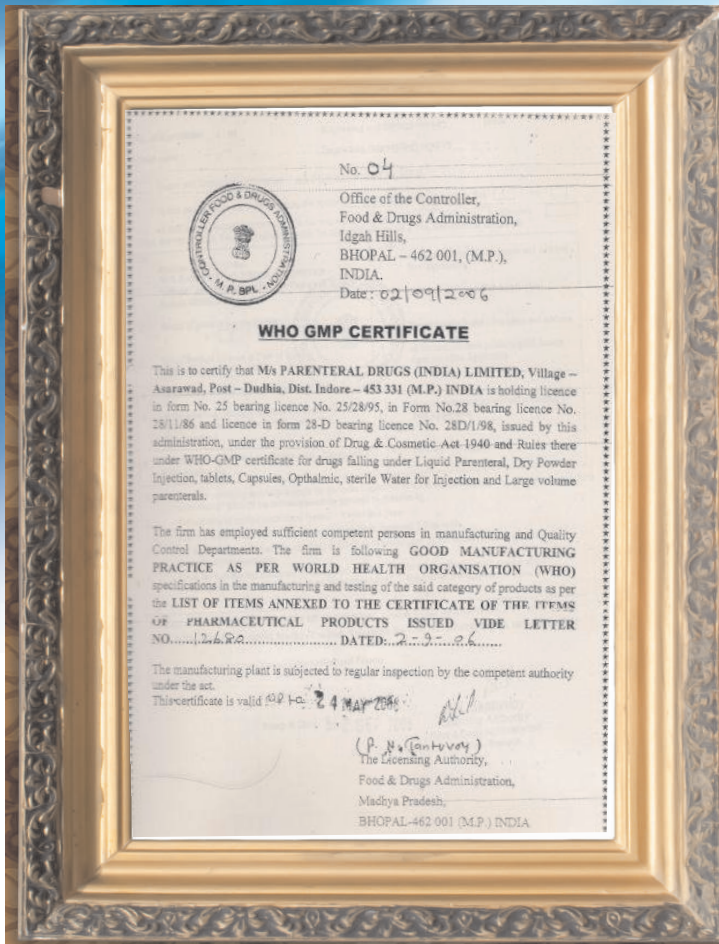 No. 04
CONTROLLER FOOD & DRUGS ADMINISTRATION
M. P. BPL
Office of the Controller,
Food & Drugs Administration,
Idgah Hills,
BHOPAL – 462 001, (M.P.),
INDIA.
Date : 02/09/2006
WHO GMP CERTIFICATE
This is to certify that M/s PARENTERAL DRUGS (INDIA) LIMITED, Village –
Asarawad, Post – Dudhia, Dist. Indore – 453 331 (M.P.) INDIA is holding licence
in form No. 25 bearing licence No. 25/28/95, in Form No.28 bearing licence No.
28/11/86 and licence in form 28-D bearing licence No. 28D/1/98, issued by this
administration, under the provision of Drug & Cosmetic Act 1940 and Rules there
under WHO-GMP certificate for drugs falling under Liquid Parenteral, Dry Powder
Injection, tablets, Capsules, Opthalmic, sterile Water for Injection and Large volume
parenterals.
The firm has employed sufficient competent persons in manufacturing and Quality
Control Departments. The firm is following GOOD MANUFACTURING
PRACTICE AS PER WORLD HEALTH ORGANISATION (WHO)
specifications in the manufacturing and testing of the said category of products as per
the LIST OF ITEMS ANNEXED TO THE CERTIFICATE OF THE ITEMS
OF PHARMACEUTICAL PRODUCTS ISSUED VIDE LETTER
NO......12680...................... DATED:..2-9-06......
The manufacturing plant is subjected to regular inspection by the competent authority
under the act.
This certificate is valid 24 MAY
(P. N.
The Licensing Authority,
Food & Drugs Administration,
Madhya Pradesh,
BHOPAL-462 001 (M.P.) INDIA